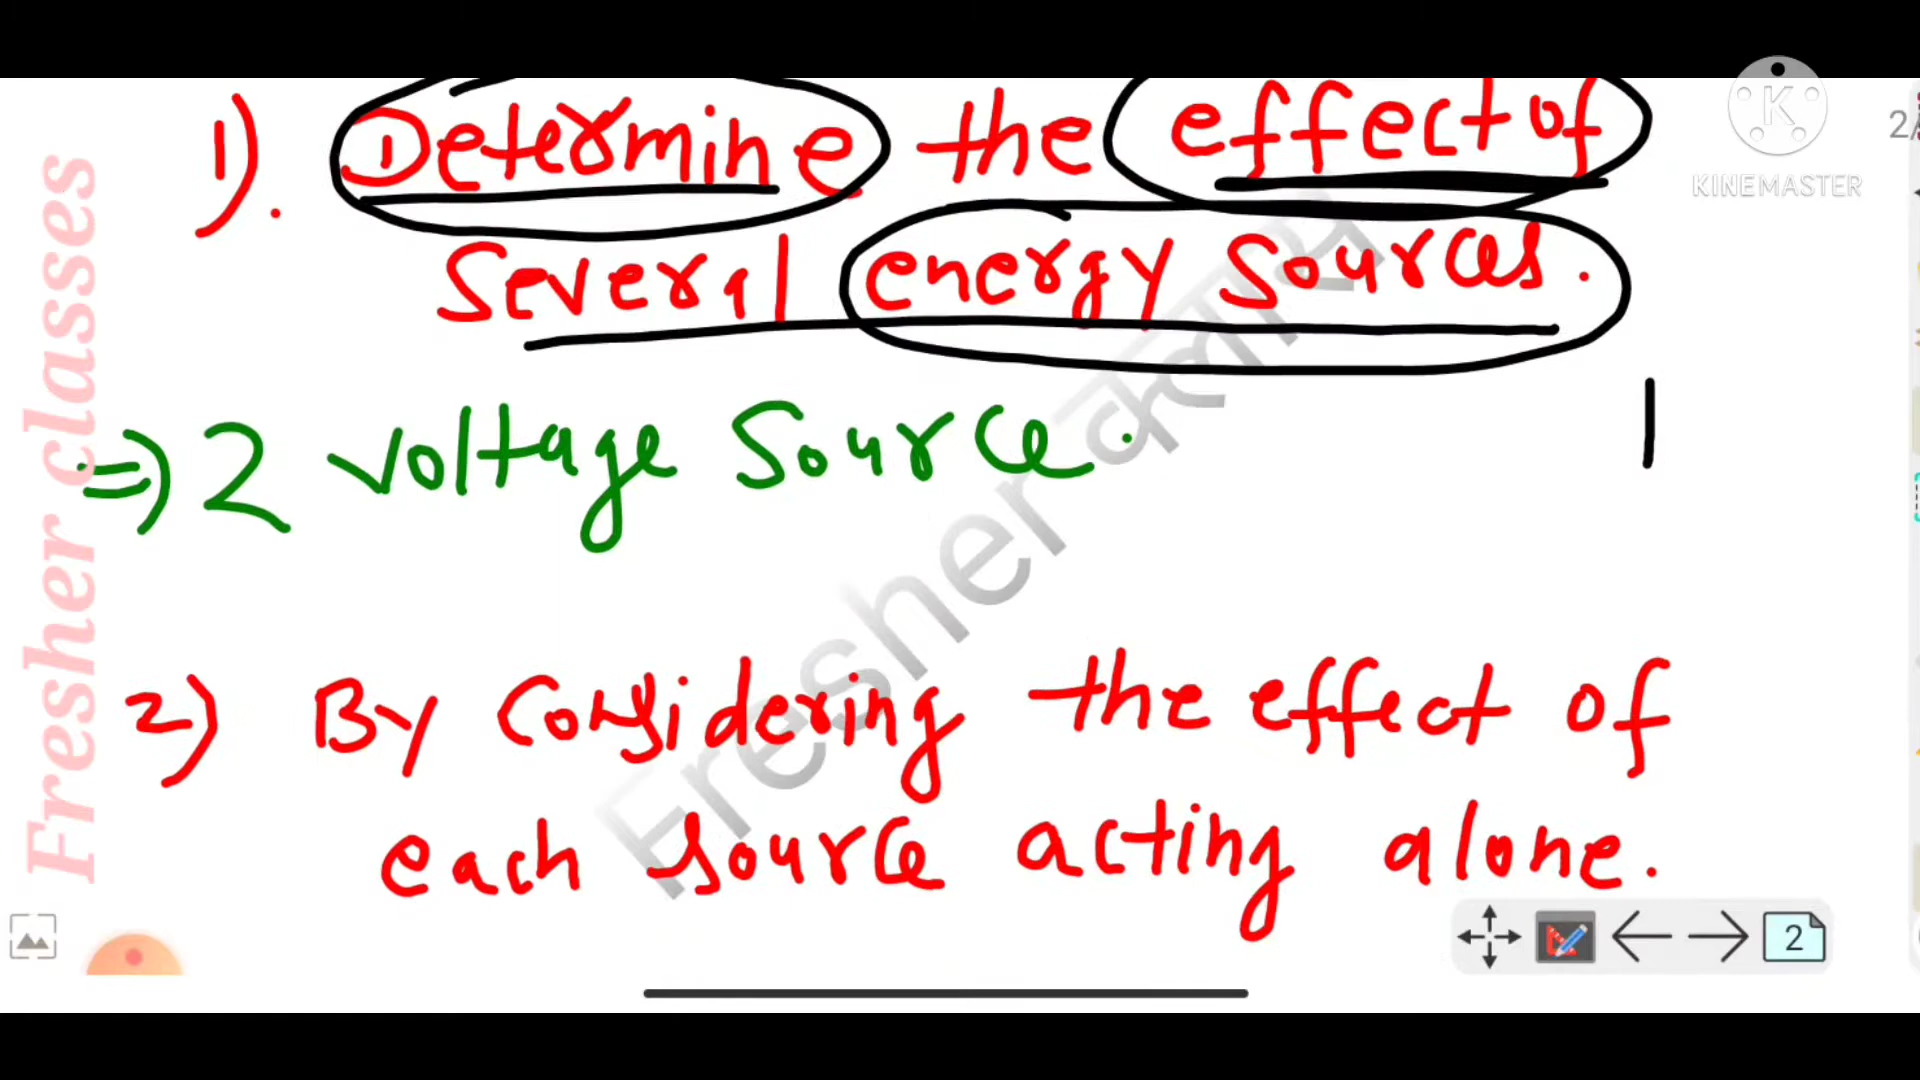 1). Determine the effect of
Several energy Sources.
=) 2 voltage Source.
2) By Considering the effect of
each source acting alone.
Fresher classes
Fresher क्लास
KINEMASTER
K
2